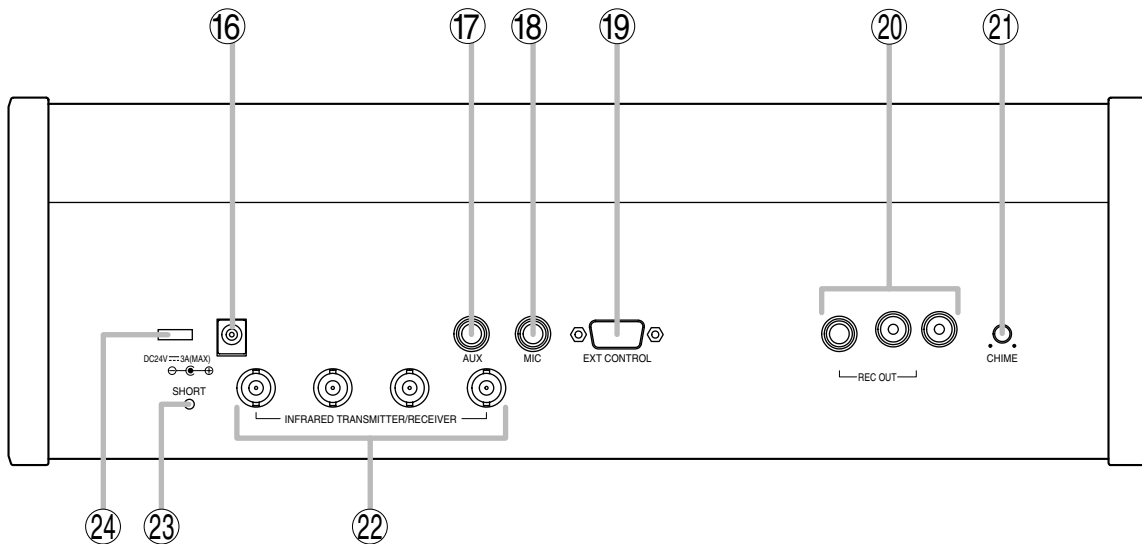 ⑯ ⑰ ⑱ ⑲ ⑳ ㉑
DC24V⎓3A(MAX)
AUX MIC EXT CONTROL CHIME
SHORT
REC OUT
INFRARED TRANSMITTER/RECEIVER
㉔ ㉓ ㉒